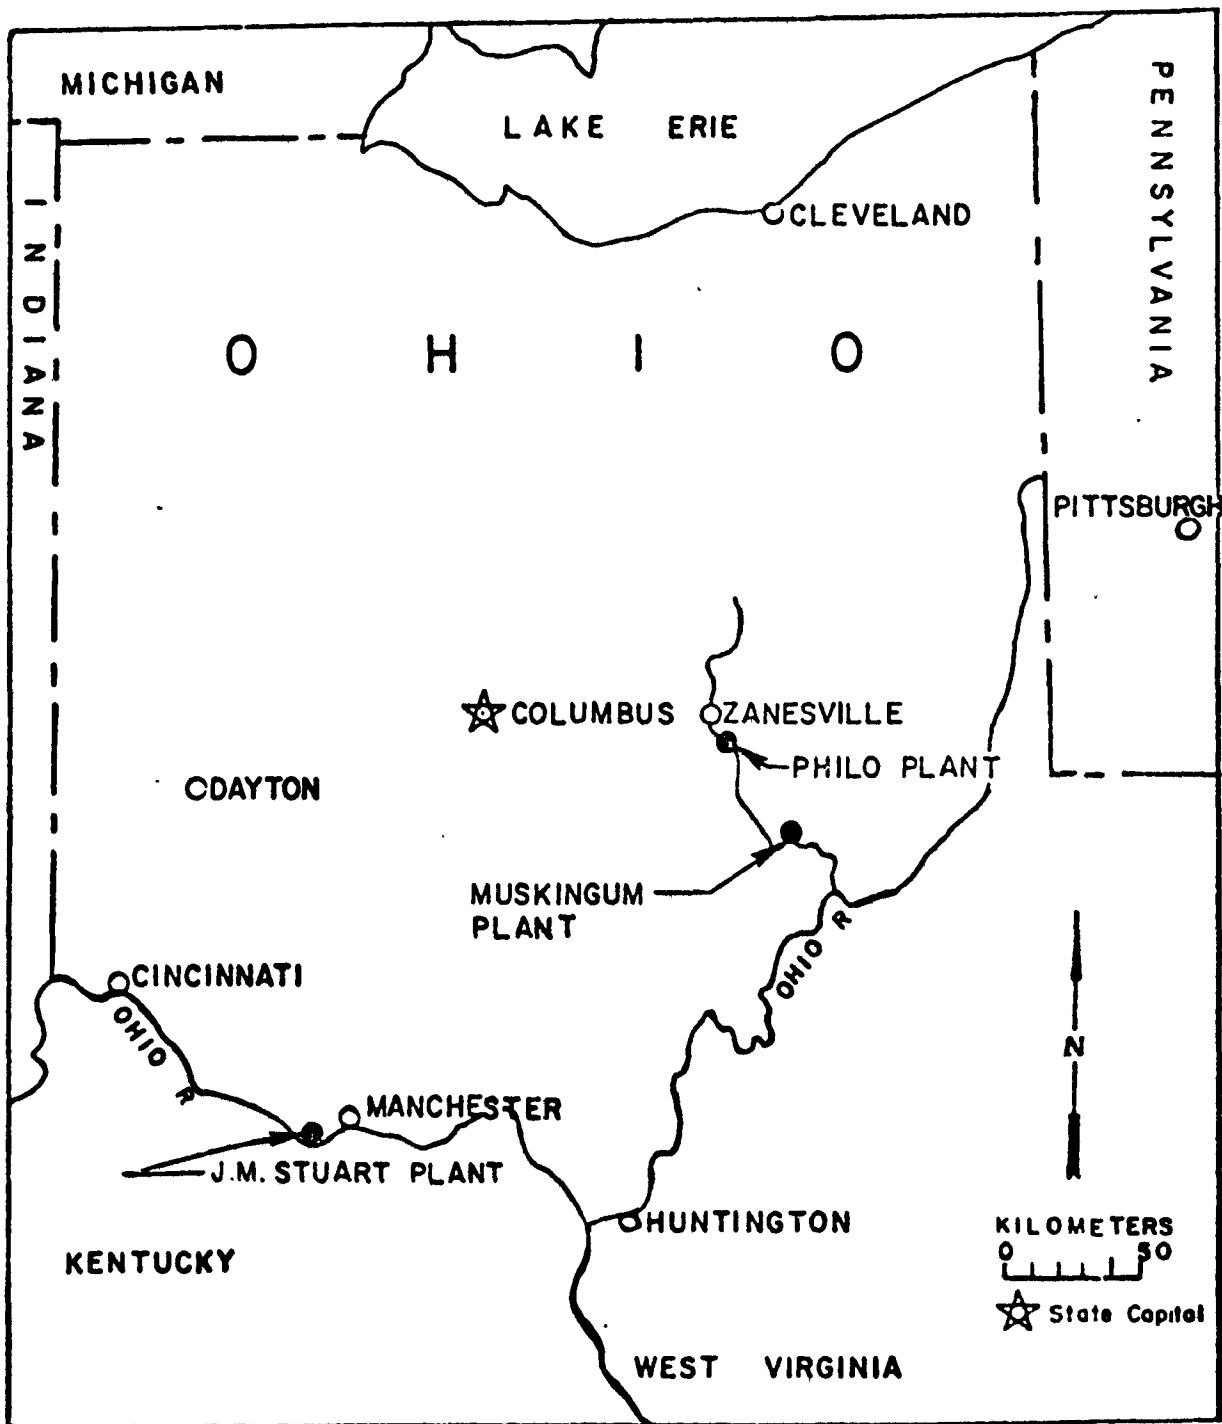 MICHIGAN
LAKE ERIE
PENNSYLVANIA
INDIANA
CLEVELAND
OHIO
PITTSBURGH
COLUMBUS
ZANESVILLE
PHILO PLANT
DAYTON
MUSKINGUM
PLANT
OHIO R
CINCINNATI
OHIO R
N
MANCHESTER
J.M. STUART PLANT
HUNTINGTON
KILOMETERS
0 50
KENTUCKY
State Capital
WEST VIRGINIA